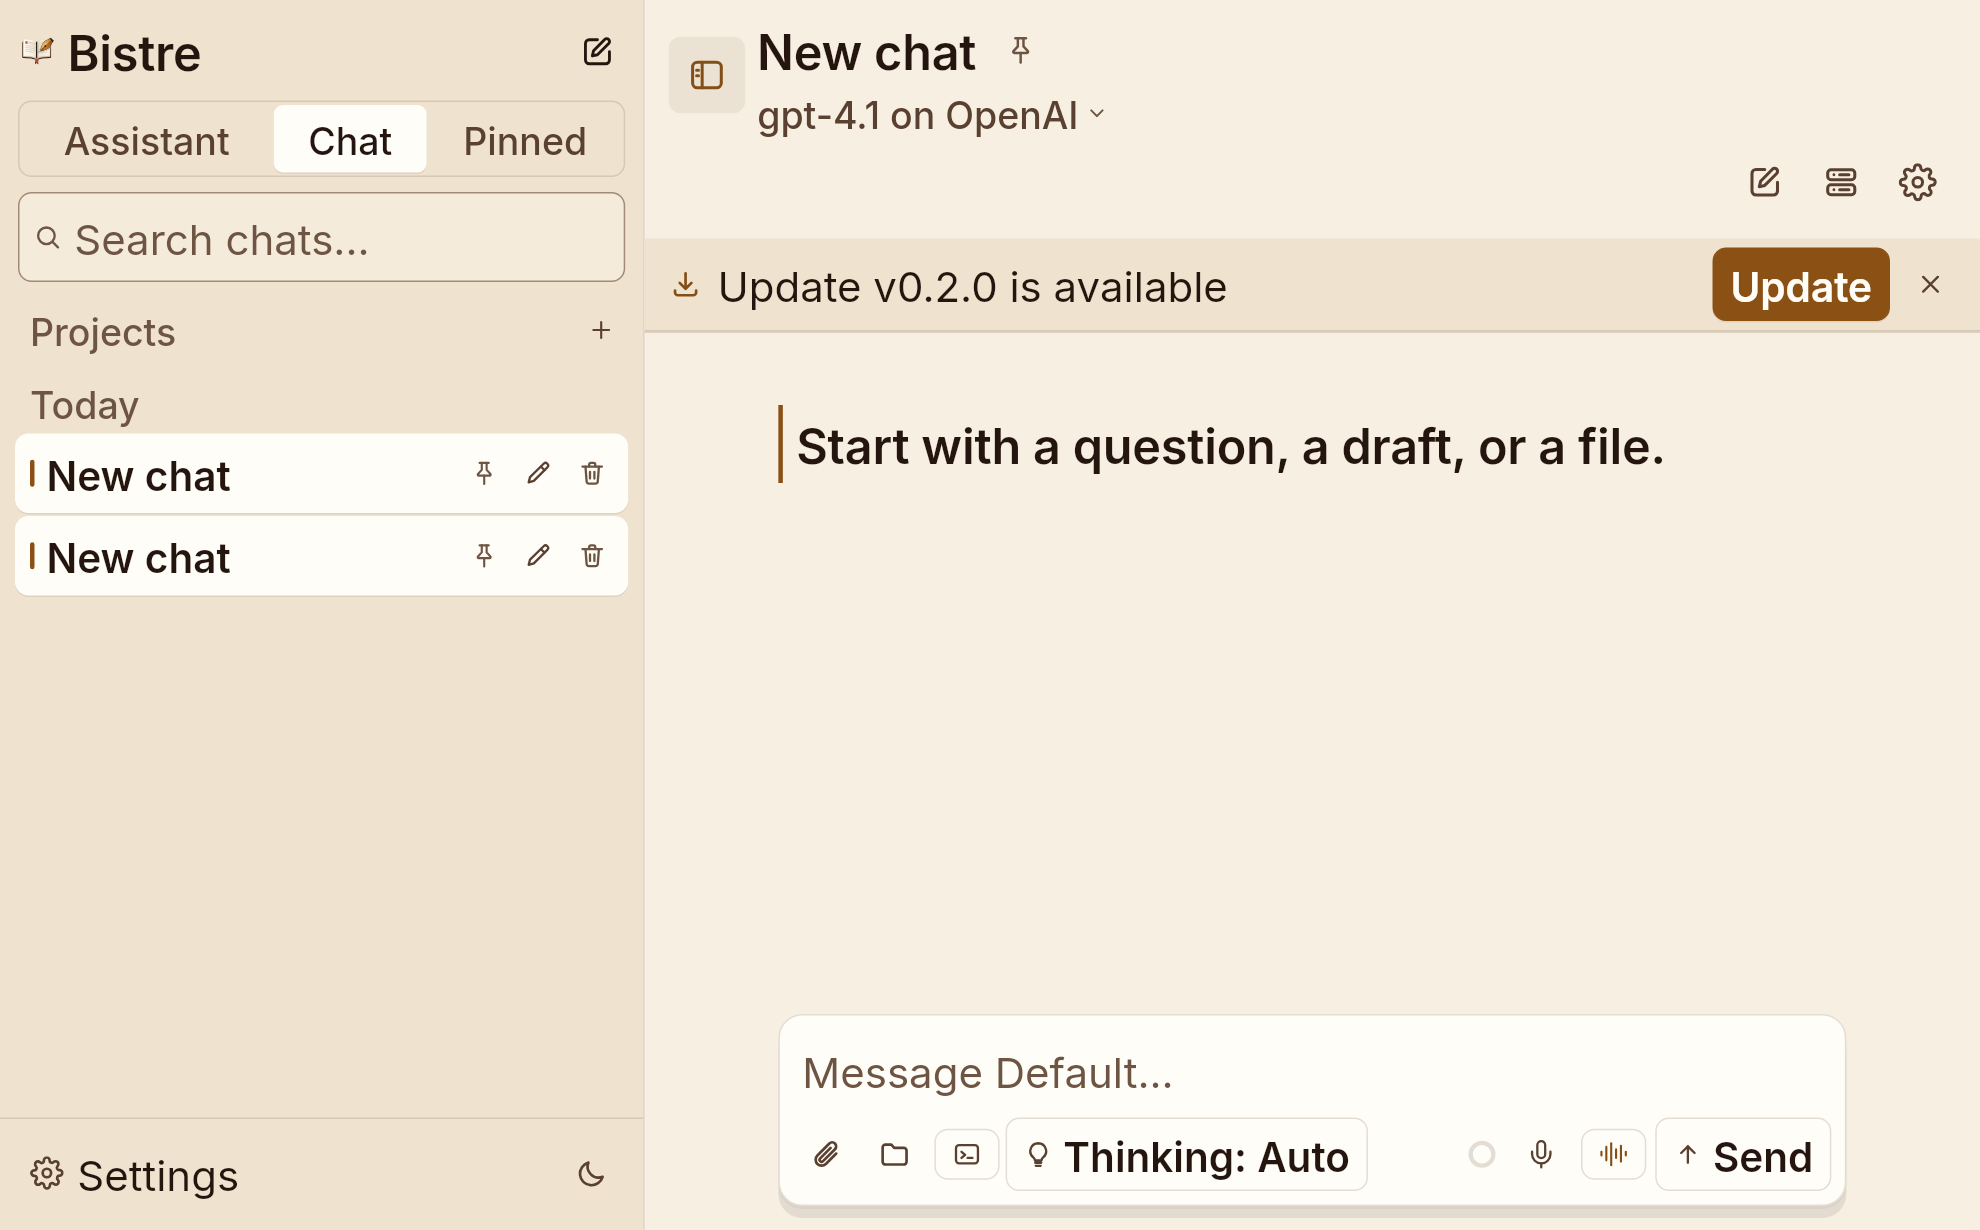 Bistre
Assistant
Chat
Pinned
Search chats...
Projects
Today
New chat
New chat
Settings
New chat
gpt-4.1 on OpenAI
Update v0.2.0 is available
Update
Start with a question, a draft, or a file.
Message Default...
Thinking: Auto
Send